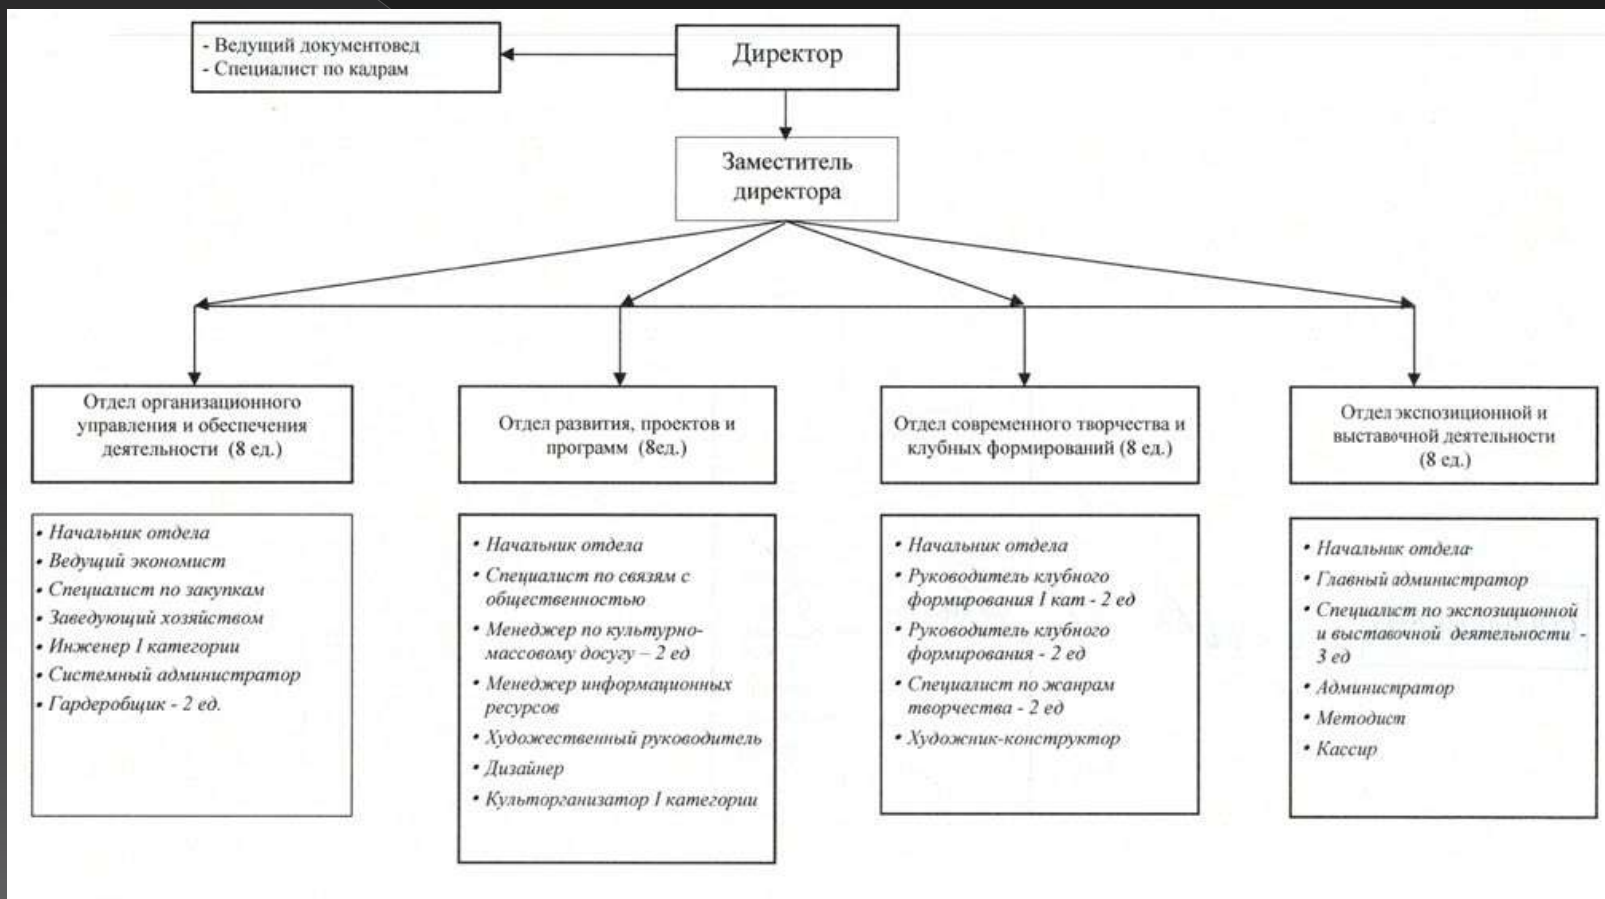 - Ведущий документовед
- Специалист по кадрам
Директор
Заместитель
директора
Отдел организационного
управления и обеспечения
деятельности (8 ед.)
Отдел развития, проектов и
программ (8ед.)
Отдел современного творчества и
клубных формирований (8 ед.)
Отдел экспозиционной и
выставочной деятельности
(8 ед.)
• Начальник отдела
• Ведущий экономист
• Специалист по закупкам
• Заведующий хозяйством
• Инженер I категории
• Системный администратор
• Гардеробщик - 2 ед.
• Начальник отдела
• Специалист по связям с
общественностью
• Менеджер по культурно-
массовому досугу – 2 ед
• Менеджер информационных
ресурсов
• Художественный руководитель
• Дизайнер
• Культорганизатор I категории
• Начальник отдела
• Руководитель клубного
формирования I кат - 2 ед
• Руководитель клубного
формирования - 2 ед
• Специалист по жанрам
творчества - 2 ед
• Художник-конструктор
• Начальник отдела
• Главный администратор
• Специалист по экспозиционной
и выставочной деятельности -
3 ед
• Администратор
• Методист
• Кассир